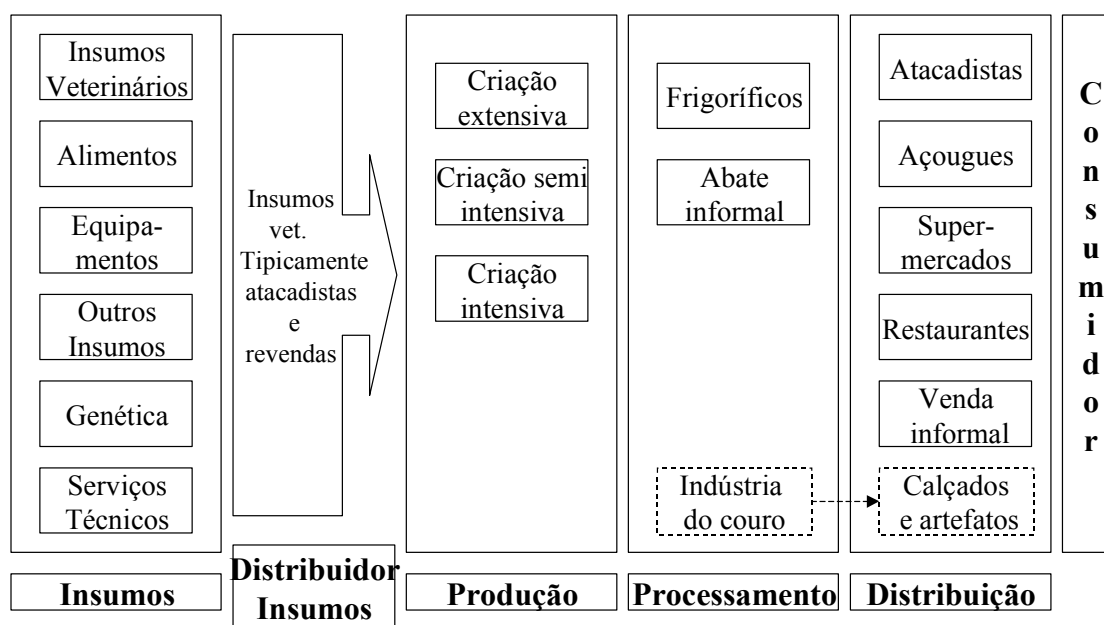 Insumos
Veterinários
Alimentos
Equipa-
mentos
Outros
Insumos
Genética
Serviços
Técnicos
Insumos
Insumos
vet.
Tipicamente
atacadistas
e
revendas
Distribuidor
Insumos
Criação
extensiva
Criação semi
intensiva
Criação
intensiva
Produção
Frigoríficos
Abate
informal
Indústria
do couro
Processamento
Atacadistas
Açougues
Super-
mercados
Restaurantes
Venda
informal
Calçados
e artefatos
Distribuição
Consumidor